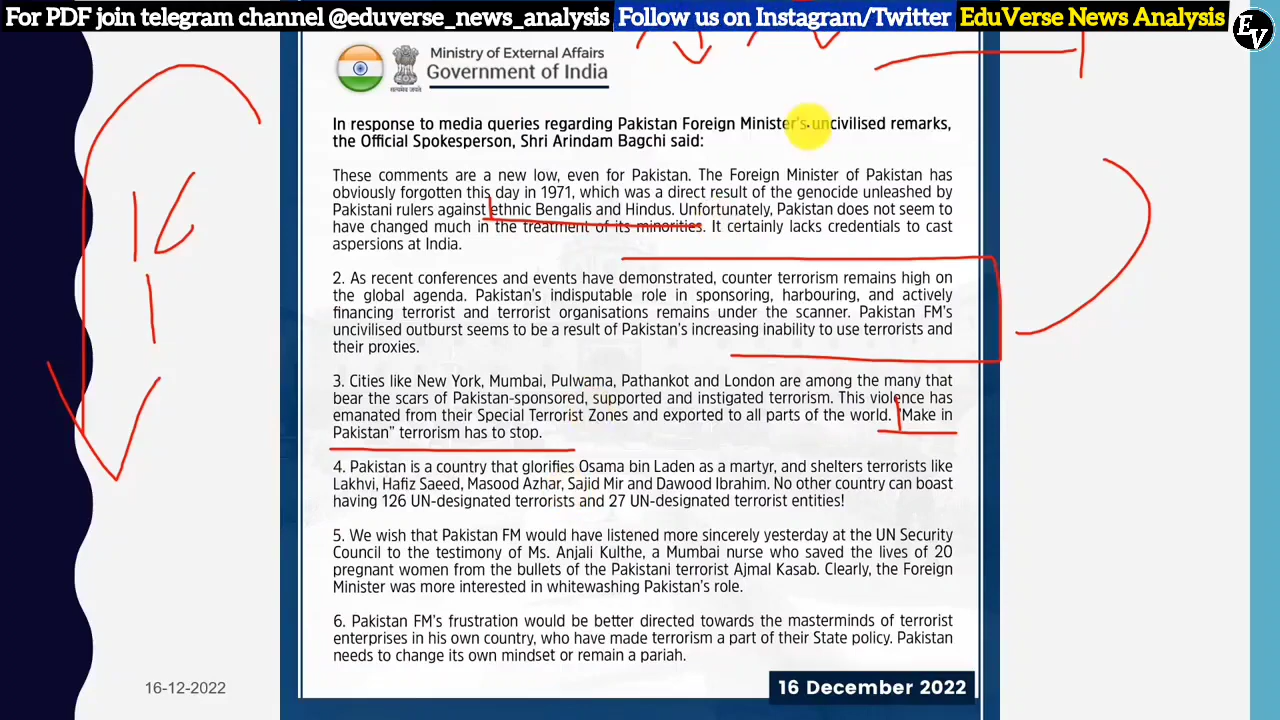 For PDF join telegram channel @eduverse_news_analysis Follow us on Instagram/Twitter EduVerse News Analysis
EV
Ministry of External Affairs
Government of India
सत्यमेव जयते
In response to media queries regarding Pakistan Foreign Minister's uncivilised remarks,
the Official Spokesperson, Shri Arindam Bagchi said:
These comments are a new low, even for Pakistan. The Foreign Minister of Pakistan has
obviously forgotten this day in 1971, which was a direct result of the genocide unleashed by
Pakistani rulers against ethnic Bengalis and Hindus. Unfortunately, Pakistan does not seem to
have changed much in the treatment of its minorities. It certainly lacks credentials to cast
aspersions at India.
2. As recent conferences and events have demonstrated, counter terrorism remains high on
the global agenda. Pakistan's indisputable role in sponsoring, harbouring, and actively
financing terrorist and terrorist organisations remains under the scanner. Pakistan FM's
uncivilised outburst seems to be a result of Pakistan's increasing inability to use terrorists and
their proxies.
3. Cities like New York, Mumbai, Pulwama, Pathankot and London are among the many that
bear the scars of Pakistan-sponsored, supported and instigated terrorism. This violence has
emanated from their Special Terrorist Zones and exported to all parts of the world. "Make in
Pakistan" terrorism has to stop.
4. Pakistan is a country that glorifies Osama bin Laden as a martyr, and shelters terrorists like
Lakhvi, Hafiz Saeed, Masood Azhar, Sajid Mir and Dawood Ibrahim. No other country can boast
having 126 UN-designated terrorists and 27 UN-designated terrorist entities!
5. We wish that Pakistan FM would have listened more sincerely yesterday at the UN Security
Council to the testimony of Ms. Anjali Kulthe, a Mumbai nurse who saved the lives of 20
pregnant women from the bullets of the Pakistani terrorist Ajmal Kasab. Clearly, the Foreign
Minister was more interested in whitewashing Pakistan's role.
6. Pakistan FM's frustration would be better directed towards the masterminds of terrorist
enterprises in his own country, who have made terrorism a part of their State policy. Pakistan
needs to change its own mindset or remain a pariah.
16-12-2022
16 December 2022
16